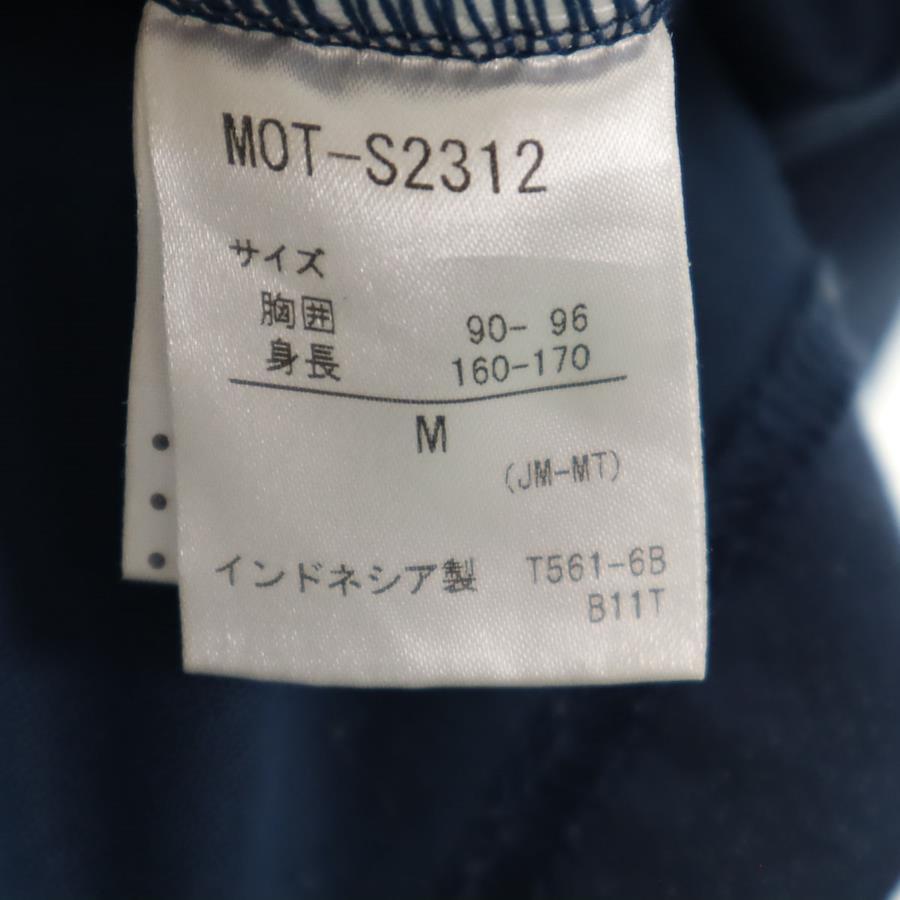 MOT-S2312
サイズ
胸囲 90- 96
身長 160-170
M
(JM-MT)
インドネシア製 T561-6B
B11T